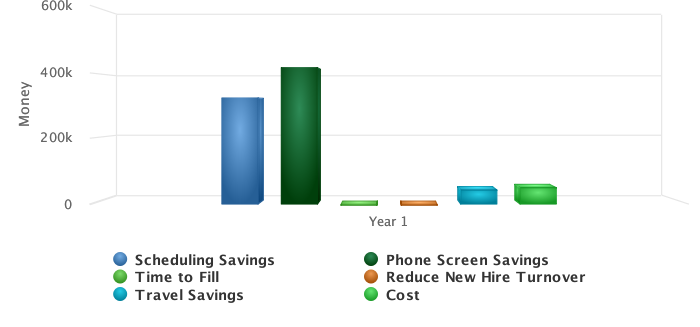 600k
400k
200k
0
Money
Year 1
Scheduling Savings
Phone Screen Savings
Time to Fill
Reduce New Hire Turnover
Travel Savings
Cost